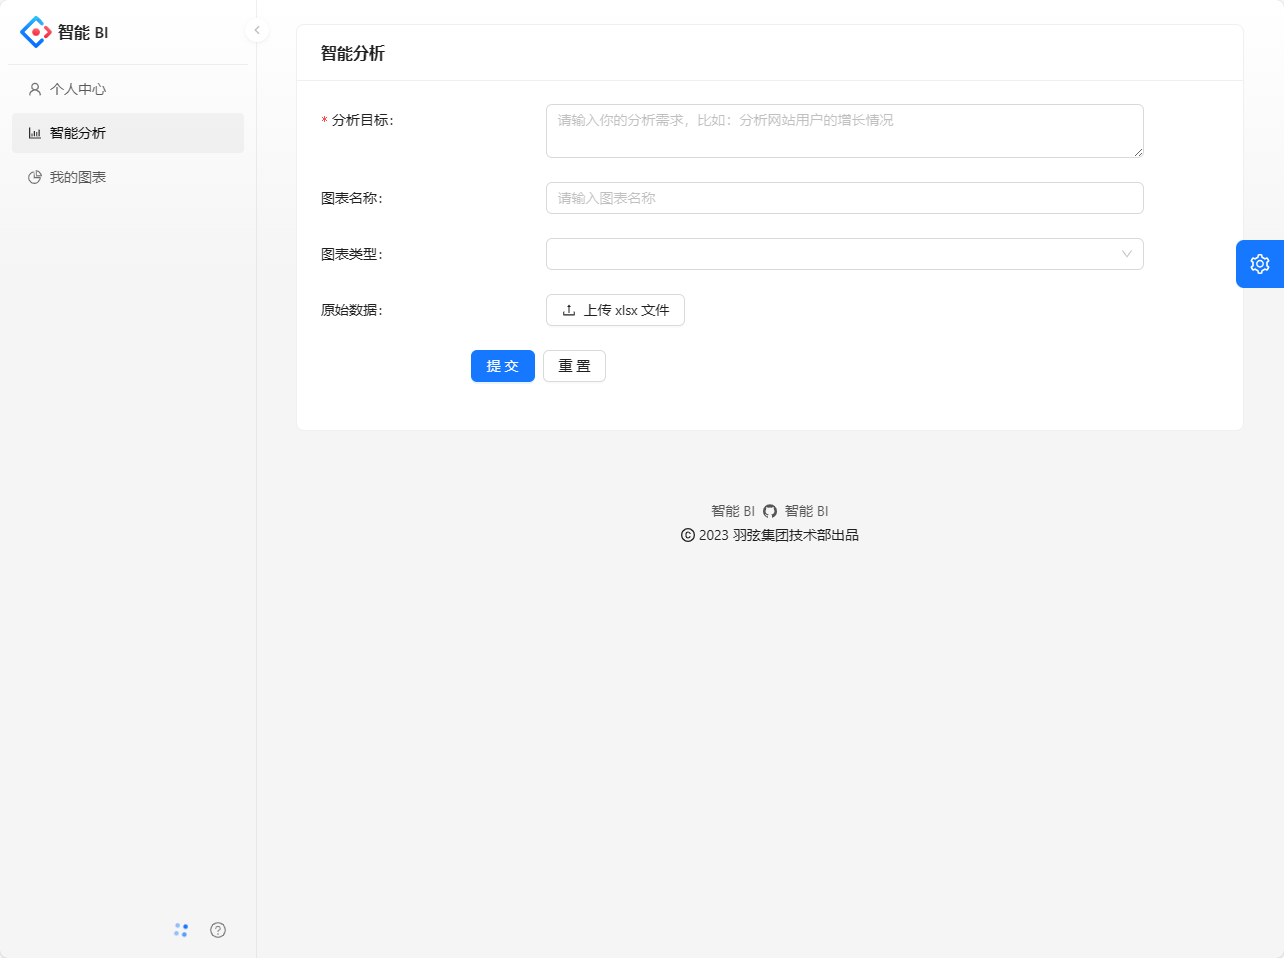 智能 BI
个人中心
智能分析
我的图表
智能分析
* 分析目标：
请输入你的分析需求，比如：分析网站用户的增长情况
图表名称：
请输入图表名称
图表类型：
原始数据：
上传 xlsx 文件
提 交
重 置
智能 BI 智能 BI
© 2023 羽弦集团技术部出品